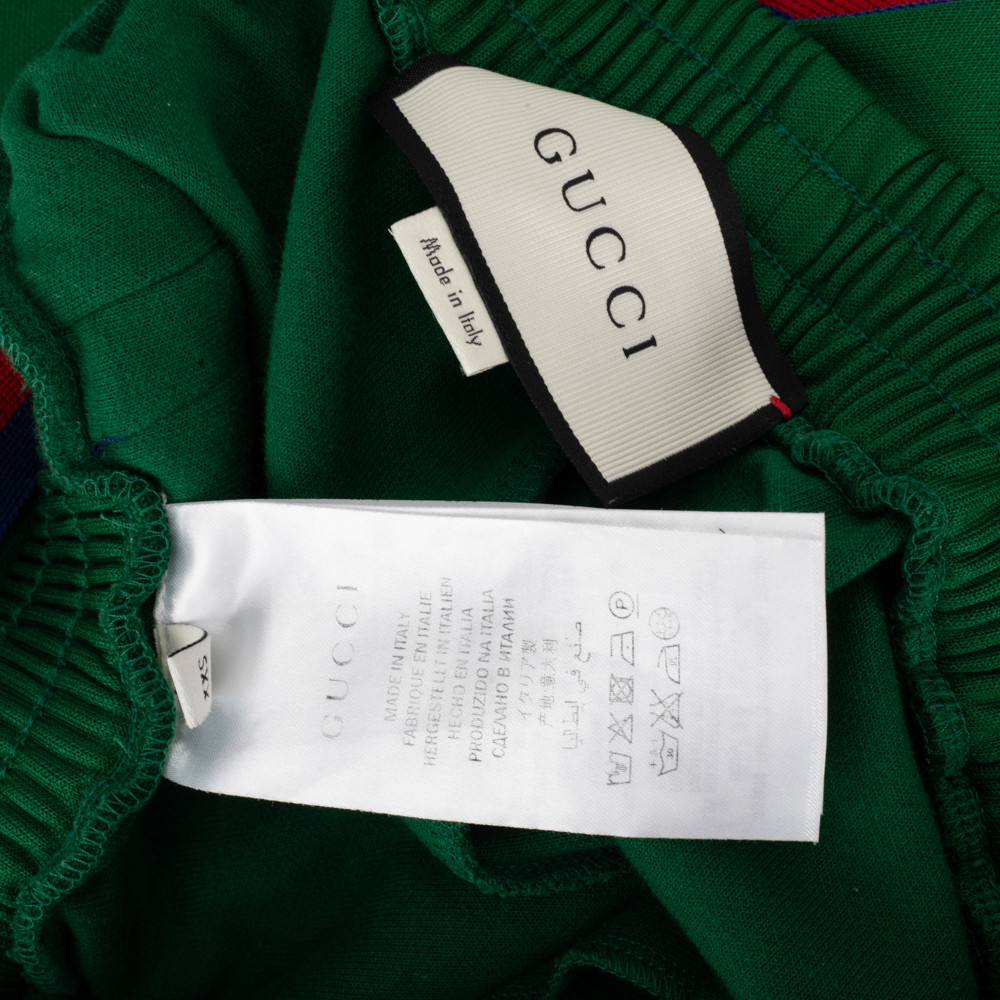 GUCCI
Made in Italy
XXS
GUCCI
MADE IN ITALY
FABRIQUE EN ITALIE
HERGESTELLT IN ITALIEN
HECHO EN ITALIA
PRODUZIDO NA ITALIA
СДЕЛАНО В ИТАЛИИ
イタリア製
产地意大利
صنع في إيطاليا
P
30